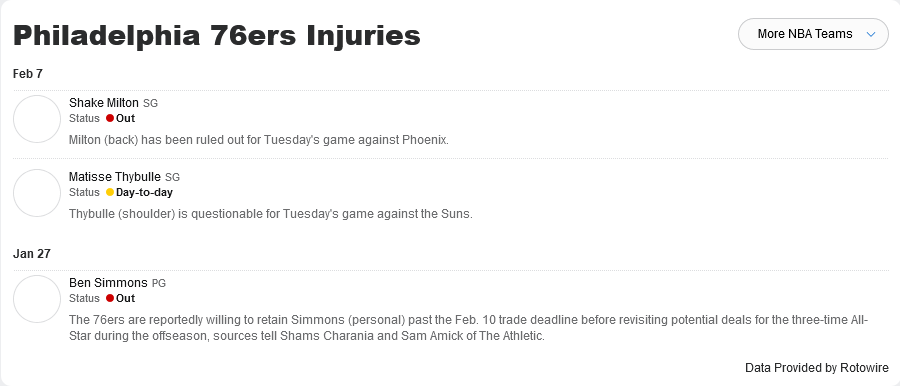 Philadelphia 76ers Injuries
More NBA Teams
Feb 7
Shake Milton SG
Status Out
Milton (back) has been ruled out for Tuesday's game against Phoenix.
Matisse Thybulle SG
Status Day-to-day
Thybulle (shoulder) is questionable for Tuesday's game against the Suns.
Jan 27
Ben Simmons PG
Status Out
The 76ers are reportedly willing to retain Simmons (personal) past the Feb. 10 trade deadline before revisiting potential deals for the three-time All-
Star during the offseason, sources tell Shams Charania and Sam Amick of The Athletic.
Data Provided by Rotowire